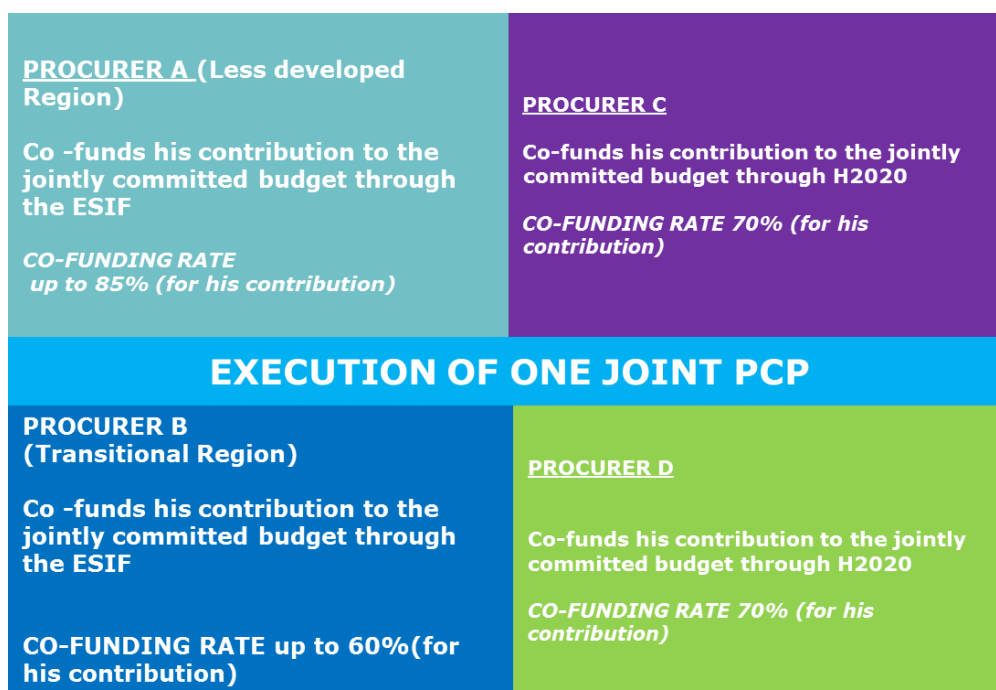 PROCURER A (Less developed
Region)
Co -funds his contribution to the
jointly committed budget through
the ESIF
CO-FUNDING RATE
up to 85% (for his contribution)
PROCURER C
Co-funds his contribution to the jointly
committed budget through H2020
CO-FUNDING RATE 70% (for his
contribution)
EXECUTION OF ONE JOINT PCP
PROCURER B
(Transitional Region)
Co -funds his contribution to the
jointly committed budget through
the ESIF
CO-FUNDING RATE up to 60%(for
his contribution)
PROCURER D
Co-funds his contribution to the jointly
committed budget through H2020
CO-FUNDING RATE 70% (for his
contribution)